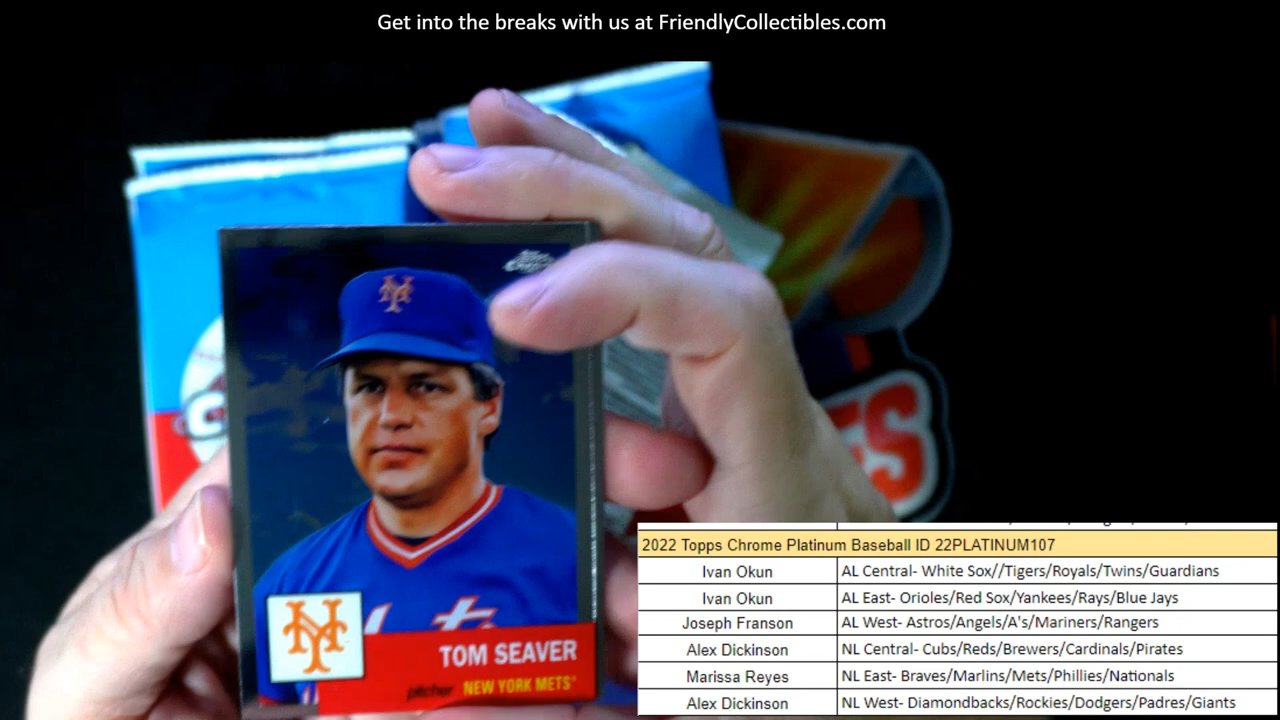 Get into the breaks with us at FriendlyCollectibles.com
ES
TOM SEAVER
pitcher NEW YORK METS
2022 Topps Chrome Platinum Baseball ID 22PLATINUM107
Ivan Okun AL Central- White Sox//Tigers/Royals/Twins/Guardians
Ivan Okun AL East- Orioles/Red Sox/Yankees/Rays/Blue Jays
Joseph Franson AL West- Astros/Angels/A's/Mariners/Rangers
Alex Dickinson NL Central- Cubs/Reds/Brewers/Cardinals/Pirates
Marissa Reyes NL East- Braves/Marlins/Mets/Phillies/Nationals
Alex Dickinson NL West- Diamondbacks/Rockies/Dodgers/Padres/Giants